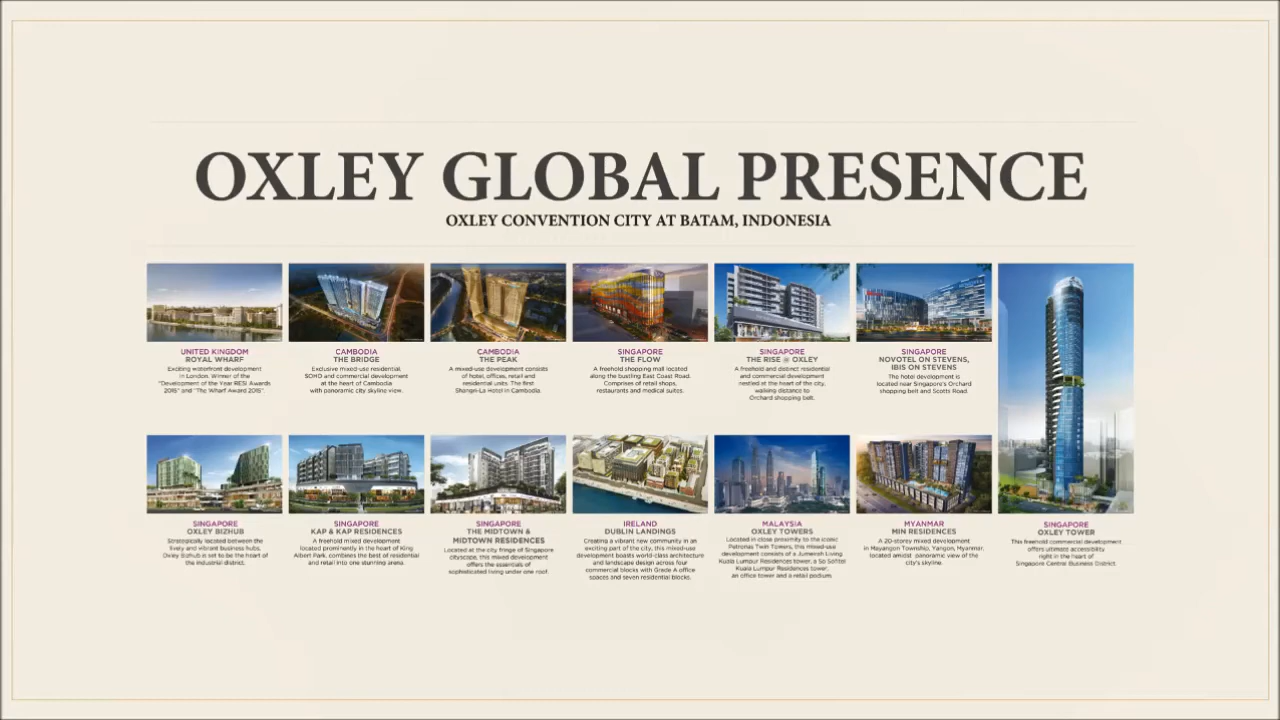 OXLEY GLOBAL PRESENCE
OXLEY CONVENTION CITY AT BATAM, INDONESIA
UNITED KINGDOM
ROYAL WHARF
Exciting waterfront development
in London. Winner of the
"Development of the Year RESI Awards
2015" and "The Wharf Award 2015".
CAMBODIA
THE BRIDGE
Exclusive mixed-use residential,
SOHO and commercial development
at the heart of Cambodia
with panoramic city skyline view.
CAMBODIA
THE PEAK
A mixed-use development consists
of hotel, offices, retail and
residential units. The first
Shangri-La Hotel in Cambodia.
SINGAPORE
THE FLOW
A freehold shopping mall located
along the bustling East Coast Road.
Comprises of retail shops,
restaurants and medical suites.
SINGAPORE
THE RISE @ OXLEY
A freehold and distinct residential
and commercial development
nestled at the heart of the city,
walking distance to
Orchard shopping belt.
SINGAPORE
NOVOTEL ON STEVENS,
IBIS ON STEVENS
The hotel development is
located near Singapore's Orchard
shopping belt and Scotts Road.
SINGAPORE
OXLEY BIZHUB
Strategically located between the
lively and vibrant business hubs,
Oxley Bizhub is set to be the heart of
the industrial district.
SINGAPORE
KAP & KAP RESIDENCES
A freehold mixed development
located prominently in the heart of King
Albert Park, combines the best of residential
and retail into one stunning arena.
SINGAPORE
THE MIDTOWN &
MIDTOWN RESIDENCES
Located at the city fringe of Singapore
cityscape, this mixed development
offers the essentials of
sophisticated living under one roof.
IRELAND
DUBLIN LANDINGS
Creating a vibrant new community in an
exciting part of the city, this mixed-use
development boasts world-class architecture
and landscape design across four
commercial blocks with Grade A office
spaces and seven residential blocks.
MALAYSIA
OXLEY TOWERS
Located in close proximity to the iconic
Petronas Twin Towers, this mixed-use
development consists of a Jumeirah Living
Kuala Lumpur Residences tower, a So Sofitel
Kuala Lumpur Residences tower,
an office tower and a retail podium.
MYANMAR
MIN RESIDENCES
A 20-storey mixed development
in Mayangon Township, Yangon, Myanmar,
located amidst panoramic view of the
city's skyline.
SINGAPORE
OXLEY TOWER
This freehold commercial development
offers ultimate accessibility
right in the heart of
Singapore Central Business District.